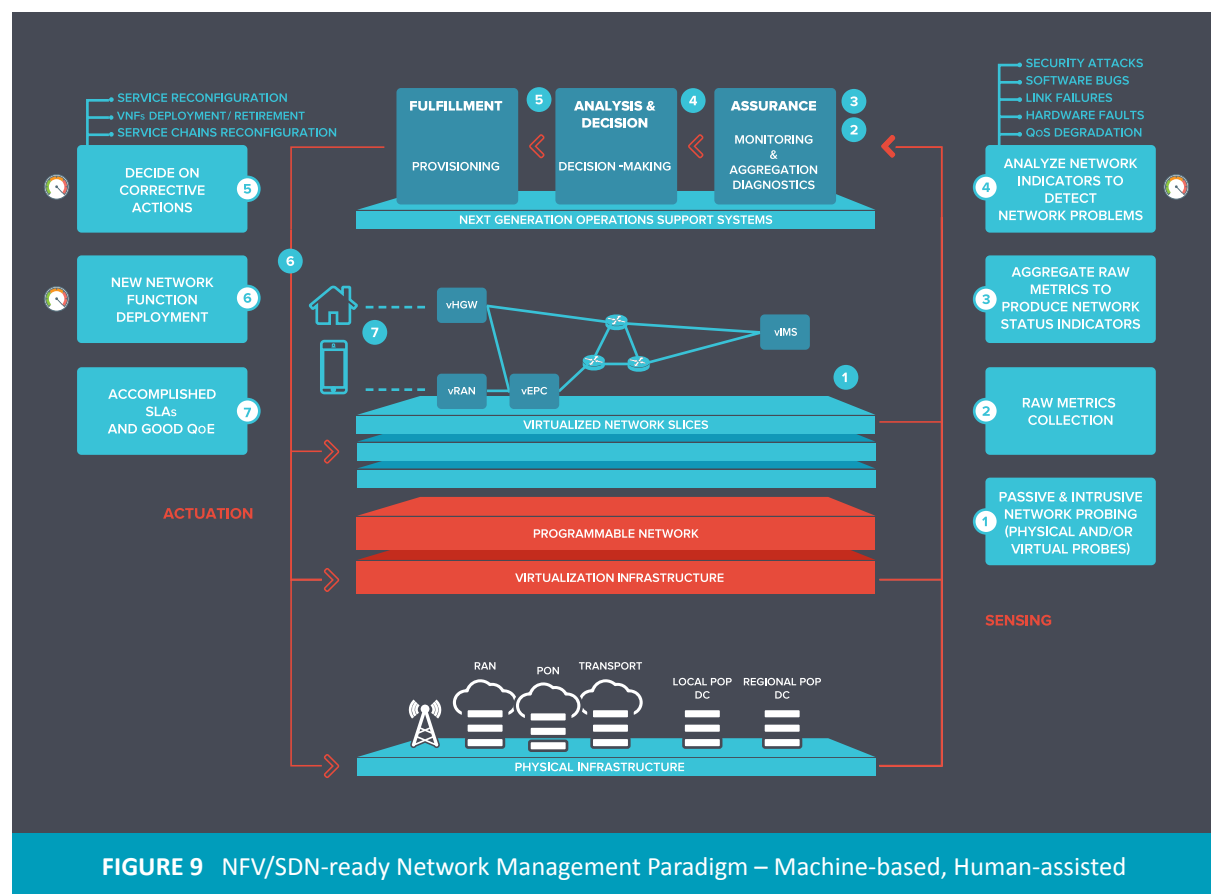 SERVICE RECONFIGURATION
VNFs DEPLOYMENT/ RETIREMENT
SERVICE CHAINS RECONFIGURATION
DECIDE ON
CORRECTIVE
ACTIONS
5
NEW NETWORK
FUNCTION
DEPLOYMENT
6
ACCOMPLISHED
SLAs
AND GOOD QoE
7
ACTUATION
6
FULFILLMENT
PROVISIONING
5
ANALYSIS &
DECISION
DECISION-MAKING
4
ASSURANCE
MONITORING
&
AGGREGATION
DIAGNOSTICS
3
2
NEXT GENERATION OPERATIONS SUPPORT SYSTEMS
7
vHGW
vRAN
vEPC
vIMS
1
VIRTUALIZED NETWORK SLICES
PROGRAMMABLE NETWORK
VIRTUALIZATION INFRASTRUCTURE
RAN
PON
TRANSPORT
LOCAL POP
DC
REGIONAL POP
DC
PHYSICAL INFRASTRUCTURE
SECURITY ATTACKS
SOFTWARE BUGS
LINK FAILURES
HARDWARE FAULTS
QoS DEGRADATION
4
ANALYZE NETWORK
INDICATORS TO
DETECT
NETWORK PROBLEMS
3
AGGREGATE RAW
METRICS TO
PRODUCE NETWORK
STATUS INDICATORS
2
RAW METRICS
COLLECTION
1
PASSIVE & INTRUSIVE
NETWORK PROBING
(PHYSICAL AND/OR
VIRTUAL PROBES)
SENSING
FIGURE 9 NFV/SDN-ready Network Management Paradigm – Machine-based, Human-assisted